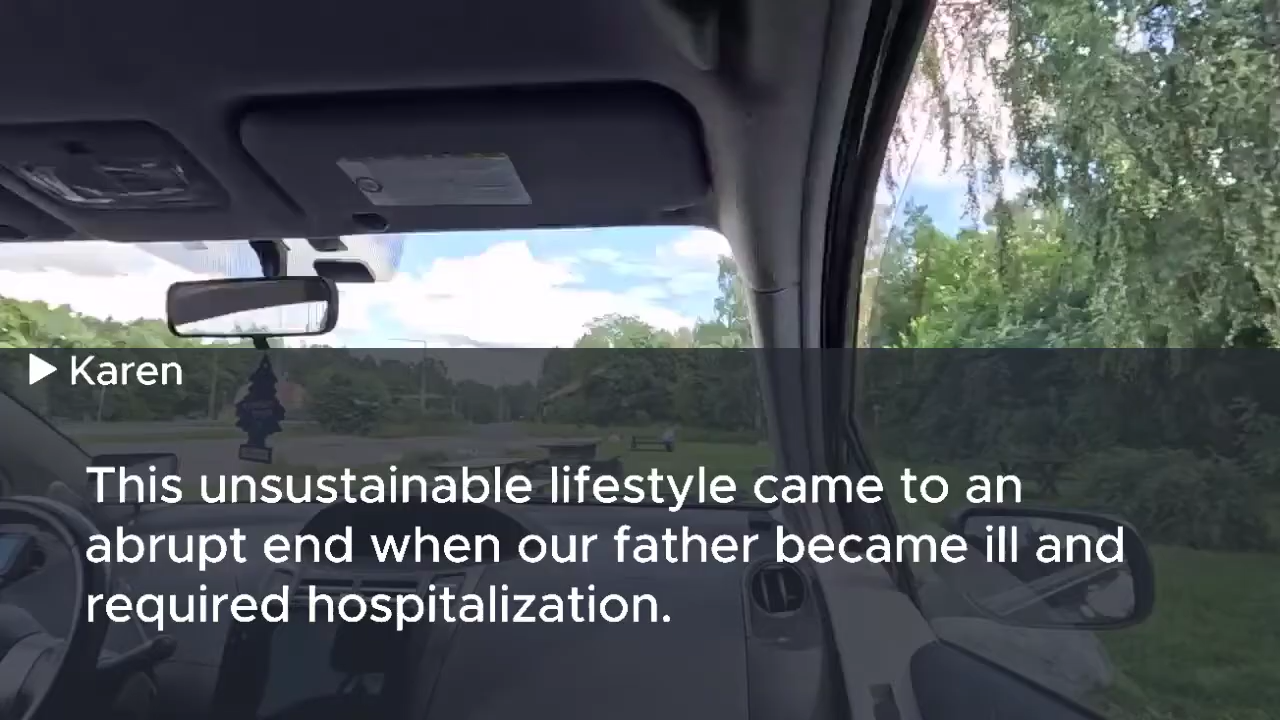 Karen
This unsustainable lifestyle came to an
abrupt end when our father became ill and
required hospitalization.